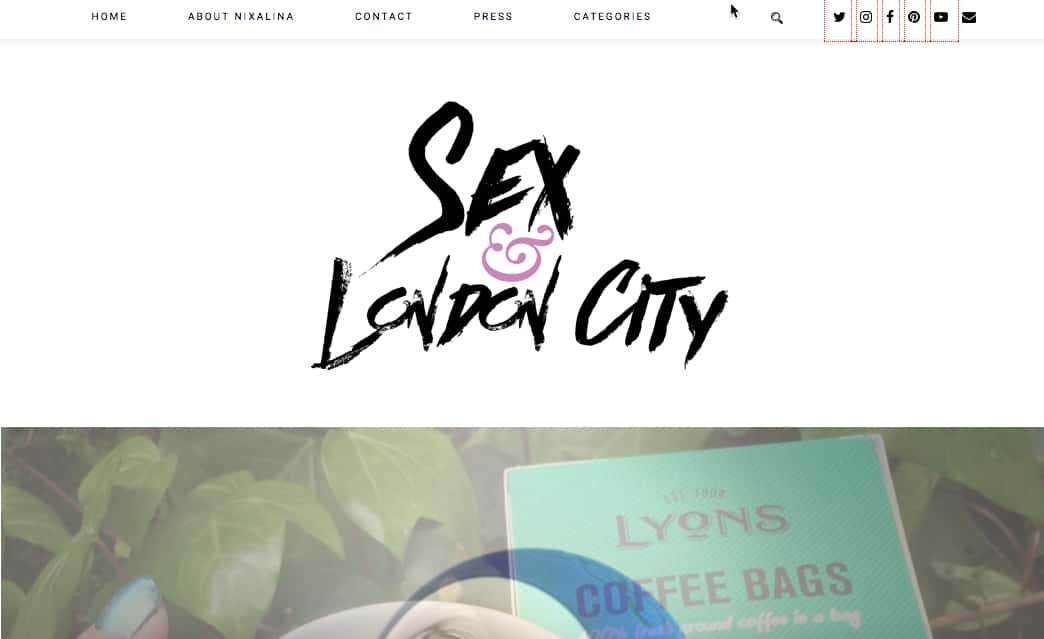 HOME ABOUT NIXALINA CONTACT PRESS CATEGORIES
SEX
&
LONDON CITY
EST 1904
LYONS
COFFEE BAGS
100% fresh ground coffee in a bag